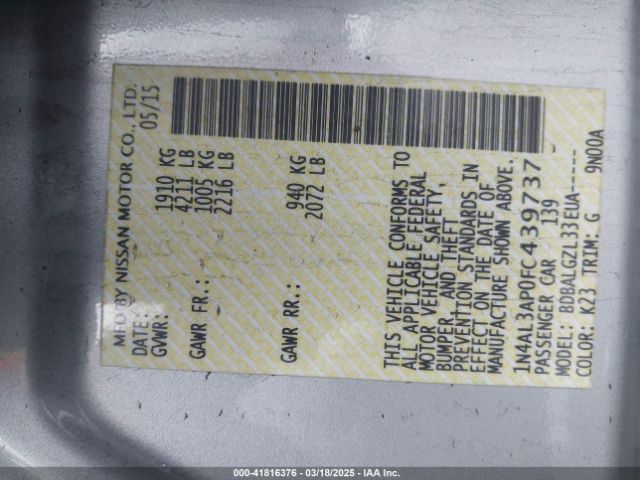 MFD BY NISSAN MOTOR CO., LTD.
DATE: 05/15
GVWR: 1910 KG
4211 LB
GAWR FR.: 1005 KG
2216 LB
GAWR RR.: 940 KG
2072 LB
THIS VEHICLE CONFORMS TO
ALL APPLICABLE FEDERAL
MOTOR VEHICLE SAFETY,
BUMPER, AND THEFT
PREVENTION STANDARDS IN
EFFECT ON THE DATE OF
MANUFACTURE SHOWN ABOVE.
1N4AL3AP0FC439737
PASSENGER CAR 139
MODEL: BDBALGZL33EUA-----
COLOR: K23 TRIM: G 9N00A
000-41816376 — 03/18/2025 — IAA Inc.